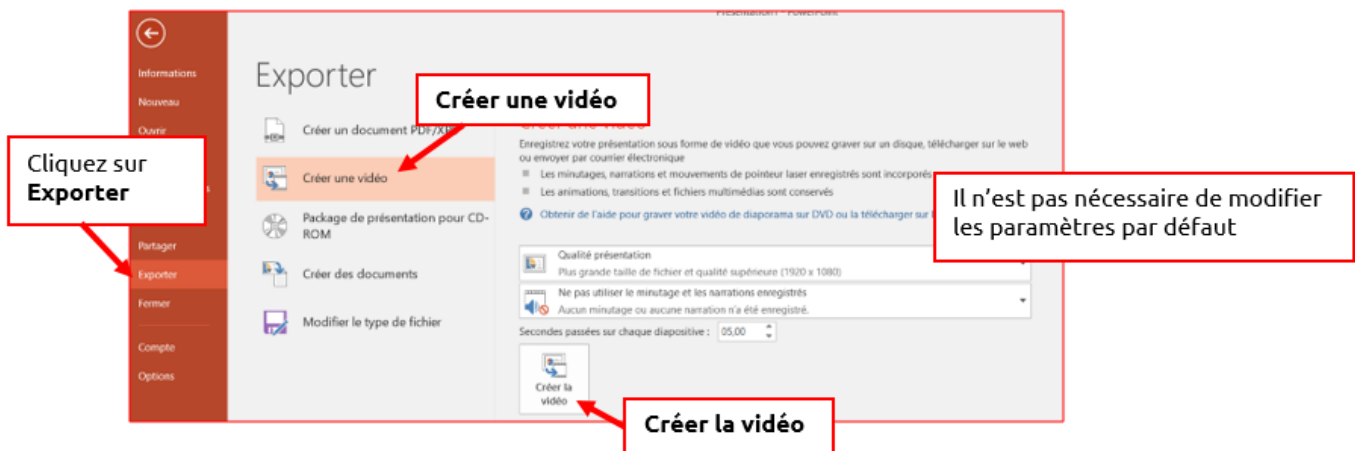 Informations
Nouveau
Ouvrir
s
Partager
Exporter
Fermer
Compte
Options
Cliquez sur
Exporter
Exporter
Créer une vidéo
Créer un document PDF/X
Créer une vidéo
Package de présentation pour CD-
ROM
Créer des documents
Modifier le type de fichier
Créer une vidéo
Enregistrez votre présentation sous forme de vidéo que vous pouvez graver sur un disque, télécharger sur le web
ou envoyer par courrier électronique
Les minutages, narrations et mouvements de pointeur laser enregistrés sont incorporés
Les animations, transitions et fichiers multimédias sont conservés
Obtenir de l'aide pour graver votre vidéo de diaporama sur DVD ou la télécharger sur
Il n'est pas nécessaire de modifier
les paramètres par défaut
Qualité présentation
Plus grande taille de fichier et qualité supérieure (1920 x 1080)
Ne pas utiliser le minutage et les narrations enregistrés
Aucun minutage ou aucune narration n'a été enregistré.
Secondes passées sur chaque diapositive : 05,00
Créer la
vidéo
Créer la vidéo